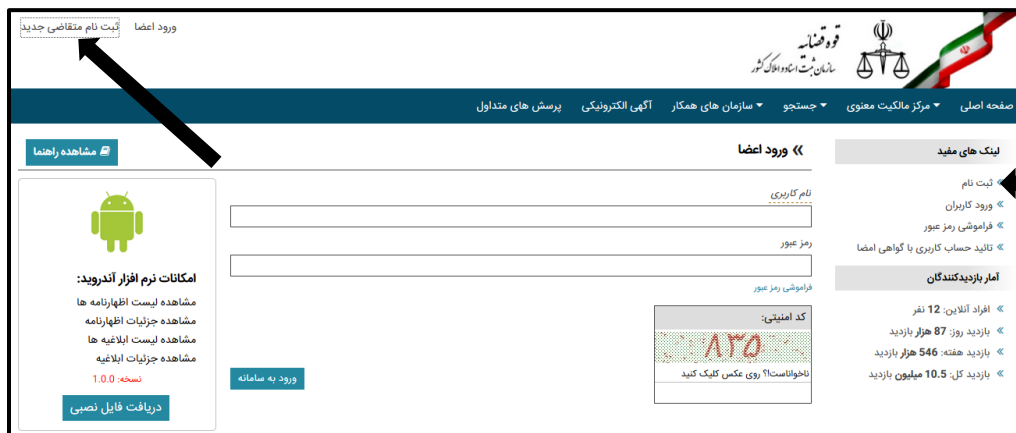 ورود اعضا ثبت نام متقاضی جدید
قوه قضائیه
سازمان ثبت اسناد و املاک کشور
صفحه اصلی مرکز مالکیت معنوی جستجو سازمان های همکار آگهی الکترونیکی پرسش های متداول
لینک های مفید
ثبت نام
ورود کاربران
فراموشی رمز عبور
تائید حساب کاربری با گواهی امضا
آمار بازدیدکنندگان
افراد آنلاین: 12 نفر
بازدید روز: 87 هزار بازدید
بازدید هفته: 546 هزار بازدید
بازدید کل: 10.5 میلیون بازدید
» ورود اعضا
نام کاربری
رمز عبور
فراموشی رمز عبور
کد امنیتی:
۸۳۵
ناخواناست!؟ روی عکس کلیک کنید
ورود به سامانه
مشاهده راهنما
امکانات نرم افزار آندروید:
مشاهده لیست اظهارنامه ها
مشاهده جزئیات اظهارنامه
مشاهده لیست ابلاغیه ها
مشاهده جزئیات ابلاغیه
نسخه: 1.0.0
دریافت فایل نصبی